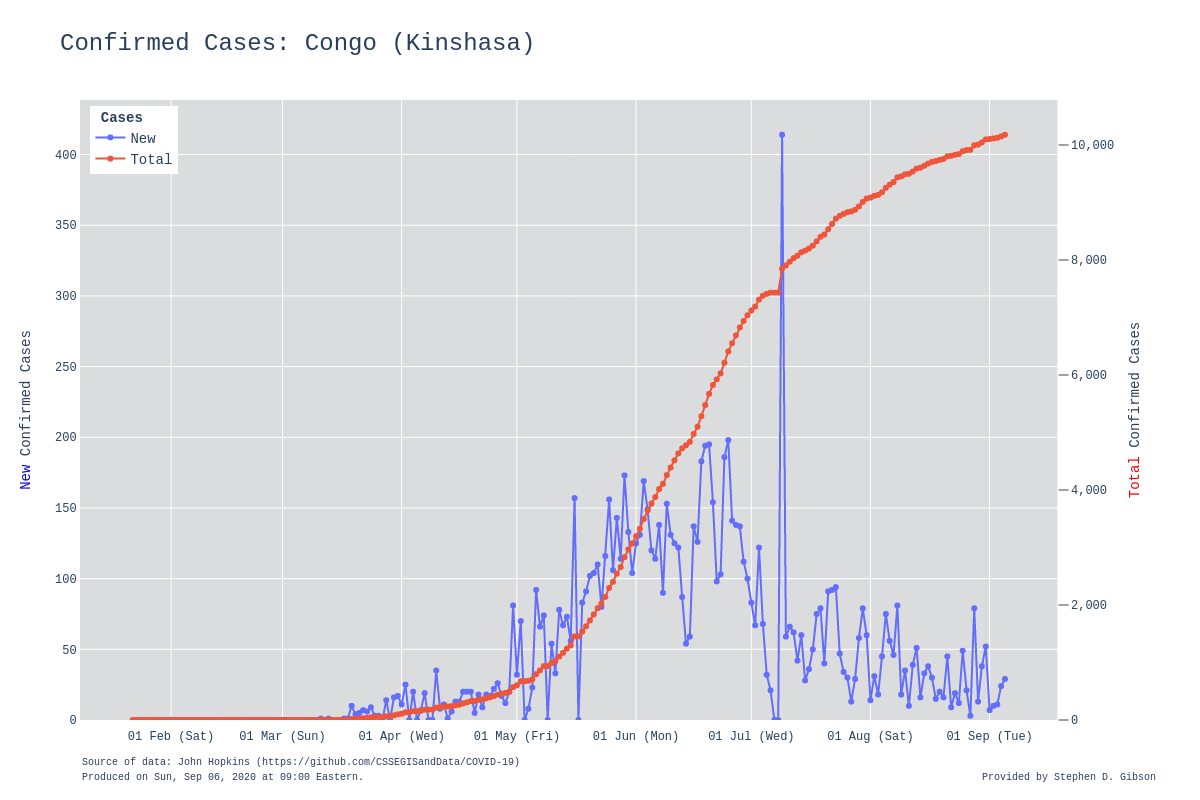 Confirmed Cases: Congo (Kinshasa)
Cases
New
Total
400
350
300
250
200
150
100
50
0
10,000
8,000
6,000
4,000
2,000
0
New Confirmed Cases
Total Confirmed Cases
01 Feb (Sat)
01 Mar (Sun)
01 Apr (Wed)
01 May (Fri)
01 Jun (Mon)
01 Jul (Wed)
01 Aug (Sat)
01 Sep (Tue)
Source of data: John Hopkins (https://github.com/CSSEGISandData/COVID-19)
Produced on Sun, Sep 06, 2020 at 09:00 Eastern.
Provided by Stephen D. Gibson